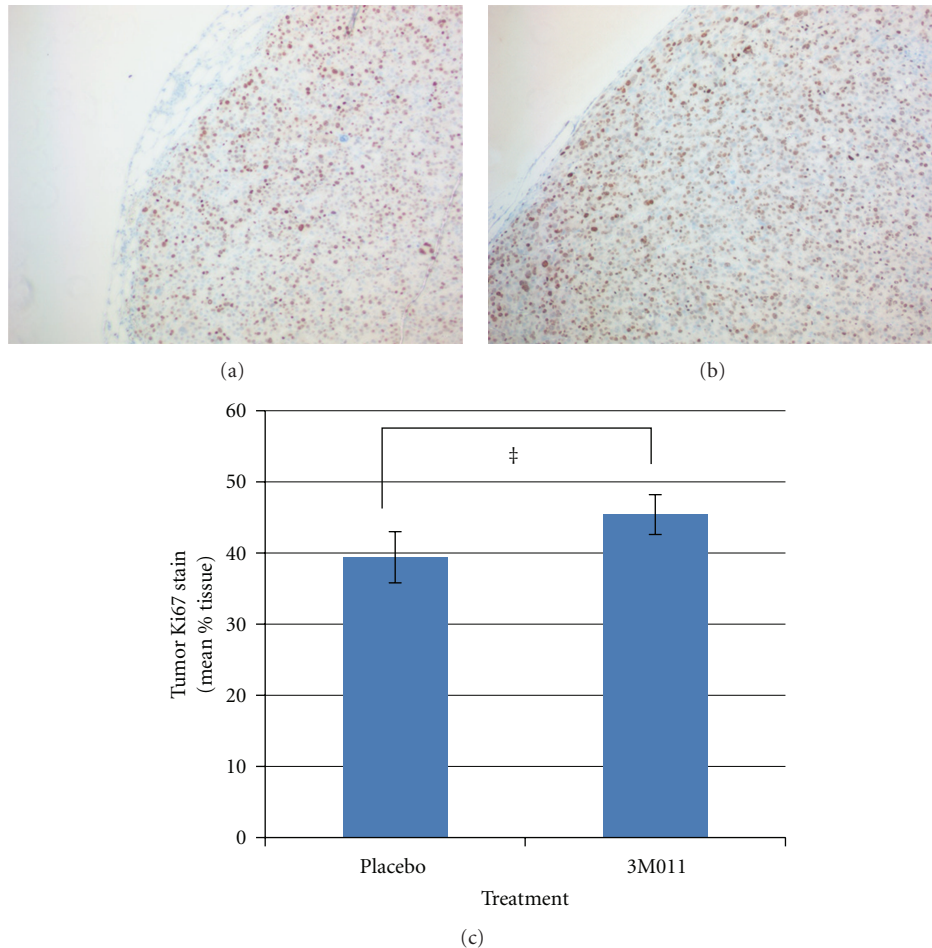 (a)
(b)
60
50
40
30
20
10
0
‡
Tumor Ki67 stain
(mean % tissue)
Placebo
3M011
Treatment
(c)